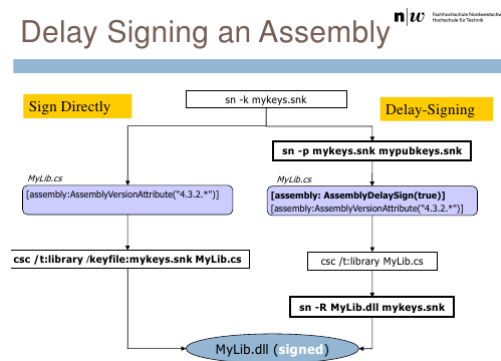 Delay Signing an Assembly
n|w Fachhochschule Nordwestschweiz
Hochschule für Technik
Sign Directly
sn -k mykeys.snk
Delay-Signing
sn -p mykeys.snk mypubkeys.snk
MyLib.cs
[assembly:AssemblyVersionAttribute("4.3.2.*")]
MyLib.cs
[assembly: AssemblyDelaySign(true)]
[assembly:AssemblyVersionAttribute("4.3.2.*")]
csc /t:library /keyfile:mykeys.snk MyLib.cs
csc /t:library MyLib.cs
sn -R MyLib.dll mykeys.snk
MyLib.dll (signed)